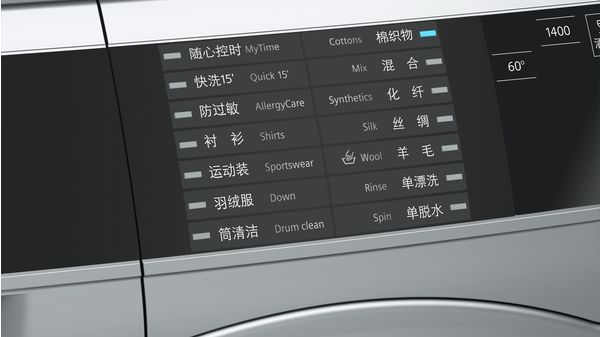 随心控时 MyTime
快洗15' Quick 15'
防过敏 AllergyCare
衬 衫 Shirts
运动装 Sportswear
羽绒服 Down
筒清洁 Drum clean
Cottons 棉织物
Mix 混 合
Synthetics 化 纤
Silk 丝 绸
Wool 羊 毛
Rinse 单漂洗
Spin 单脱水
1400
60°